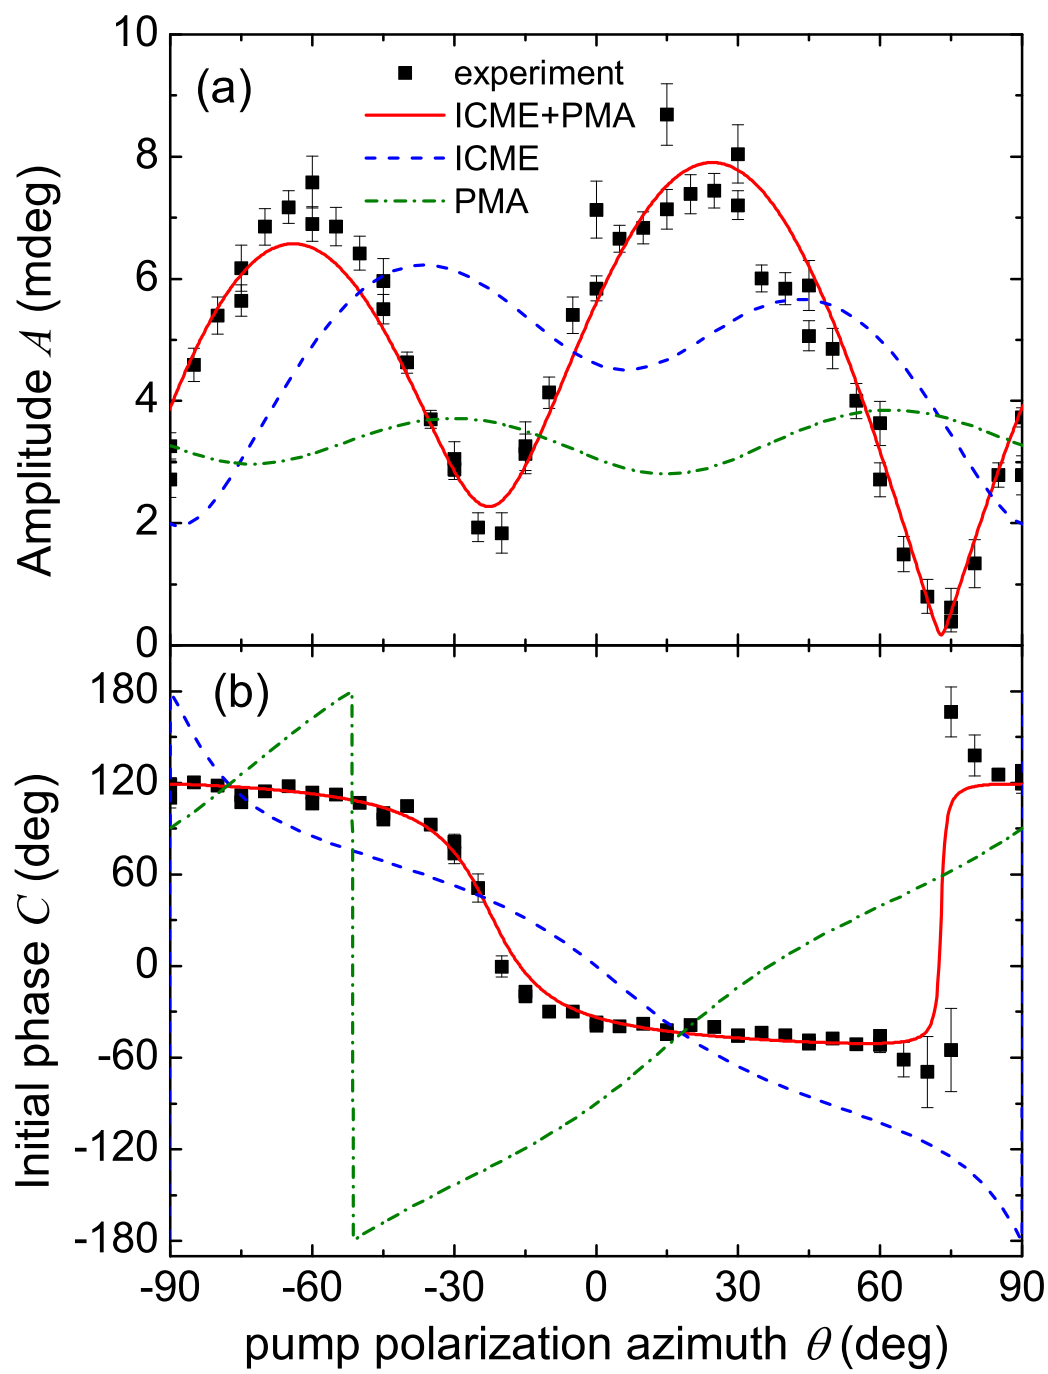 10
8
6
4
2
0
Amplitude A (mdeg)
(a)
experiment
ICME+PMA
ICME
PMA
(b)
180
120
60
0
-60
-120
-180
Initial phase C (deg)
-90 -60 -30 0 30 60 90
pump polarization azimuth θ (deg)